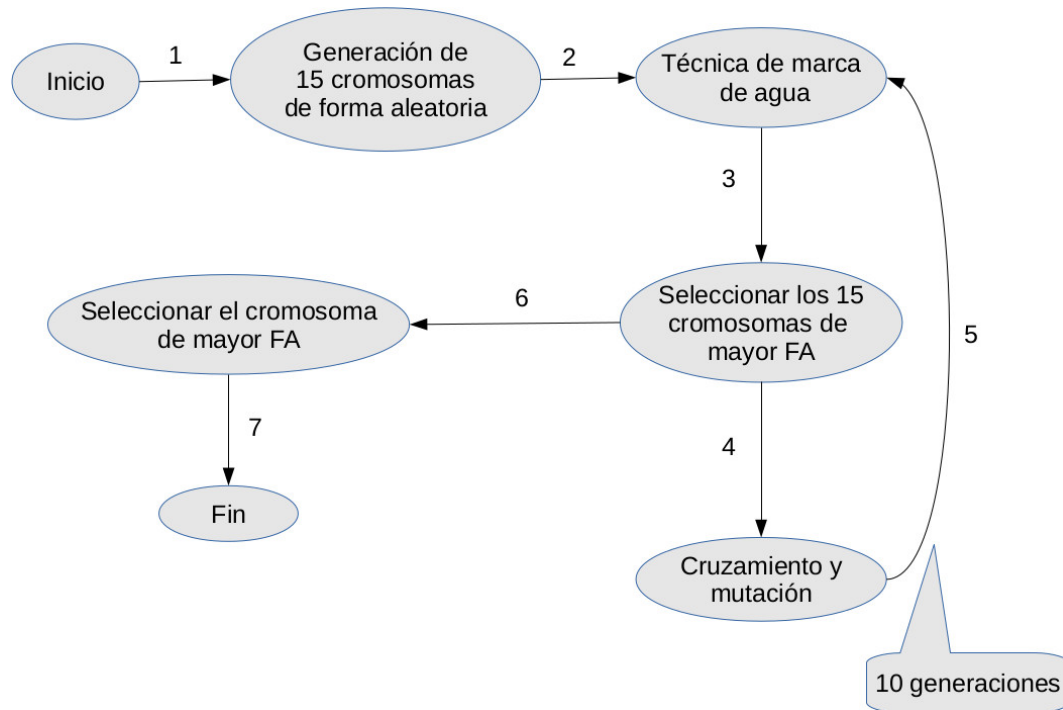 Inicio
1
Generación de
15 cromosomas
de forma aleatoria
2
Técnica de marca
de agua
3
Seleccionar los 15
cromosomas de
mayor FA
6
Seleccionar el cromosoma
de mayor FA
5
7
4
Fin
Cruzamiento y
mutación
10 generaciones